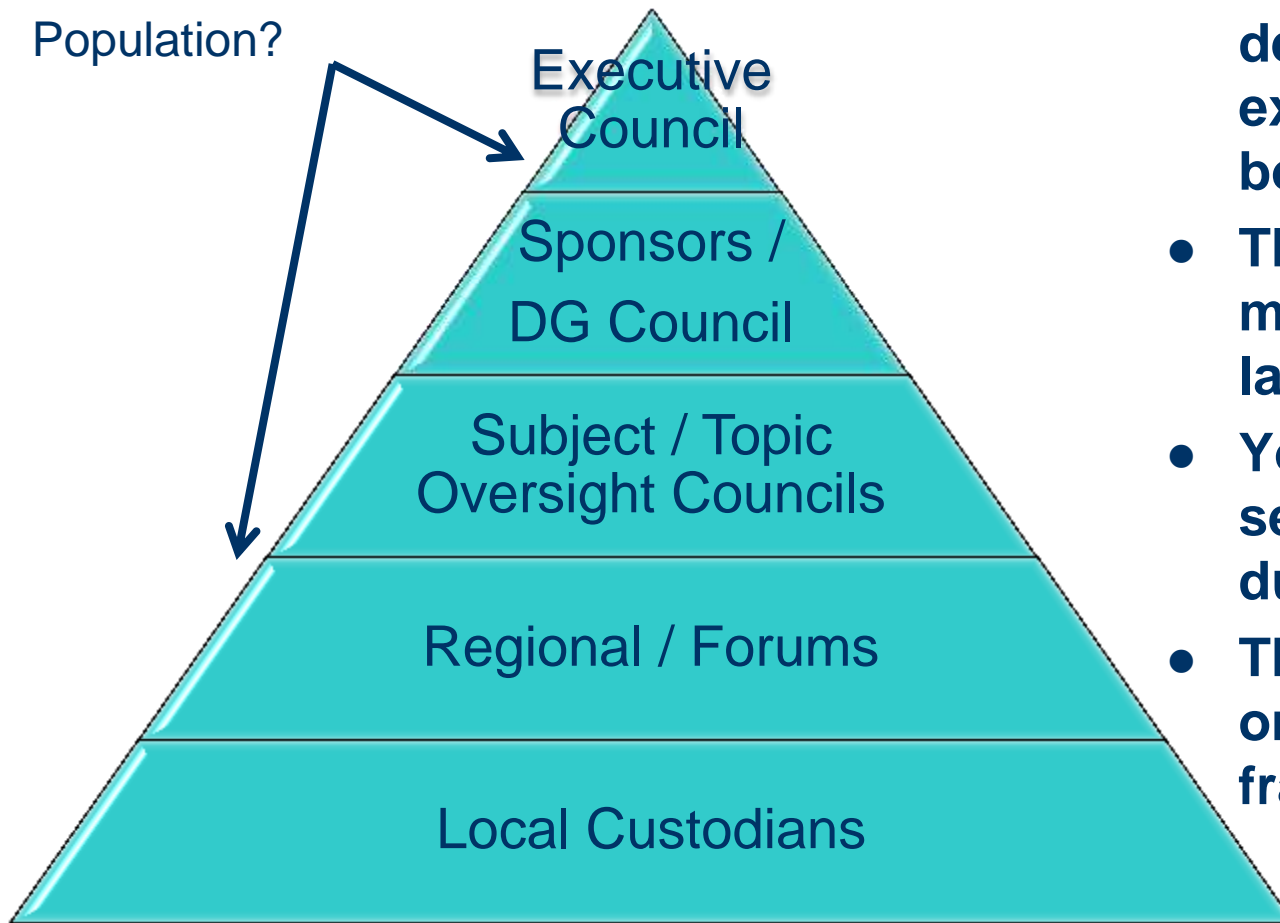 Population?
Executive
Council
Sponsors /
DG Council
Subject / Topic
Oversight Councils
Regional / Forums
Local Custodians
●
●
●